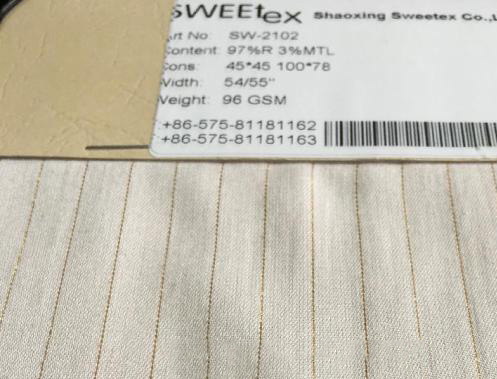 SWEEtex Shaoxing Sweetex Co.,L
Art No: SW-2102
Content: 97%R 3%MTL
Cons: 45*45 100*78
Width: 54/55"
Weight: 96 GSM
:+86-575-81181162
:+86-575-81181163